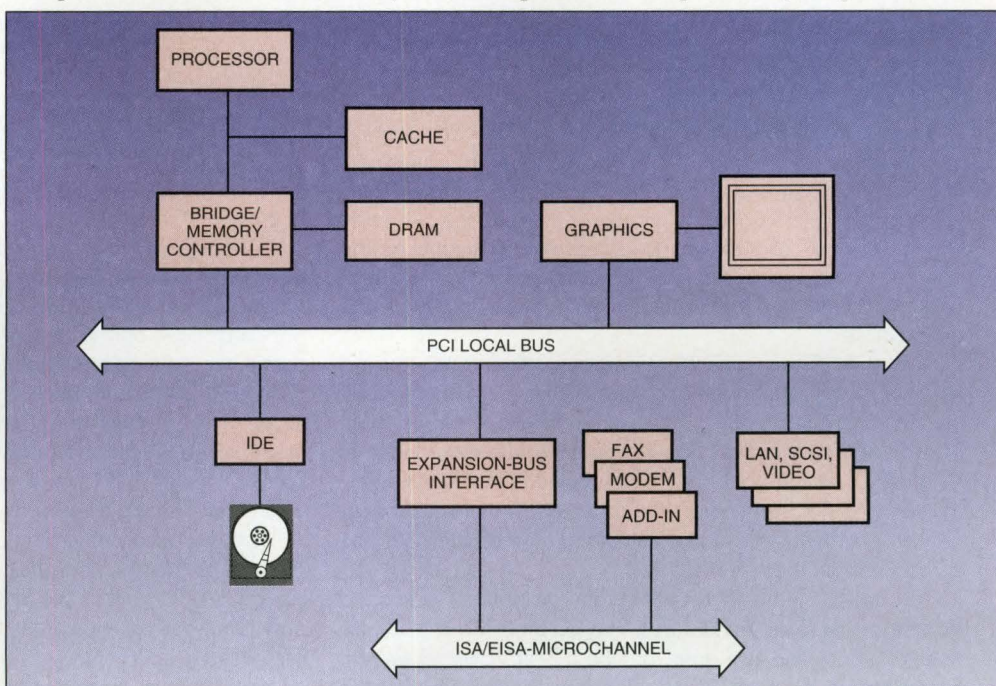 PROCESSOR
CACHE
BRIDGE/
MEMORY
CONTROLLER
DRAM
GRAPHICS
PCI LOCAL BUS
IDE
EXPANSION-BUS
INTERFACE
FAX
MODEM
ADD-IN
LAN, SCSI,
VIDEO
ISA/EISA-MICROCHANNEL